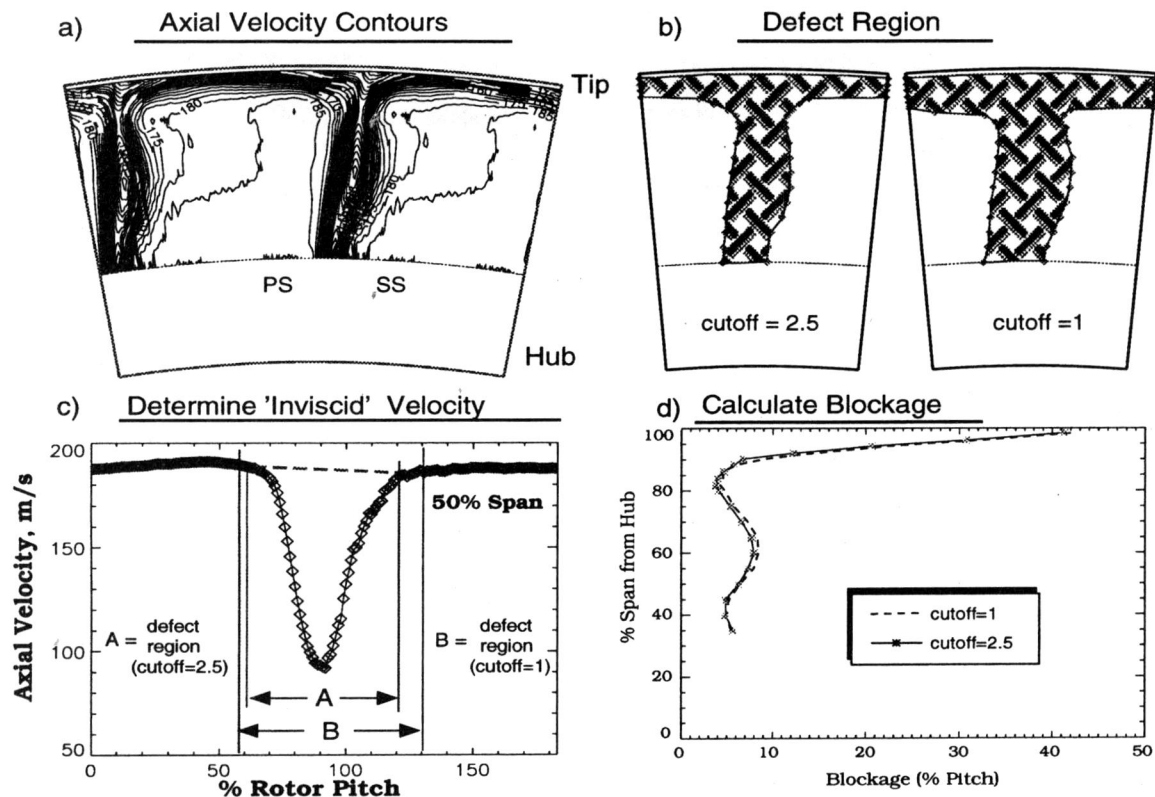 a) Axial Velocity Contours
Tip
180
175
180
185
175
180
175
185
PS SS
Hub
b) Defect Region
cutoff = 2.5
cutoff =1
c) Determine 'Inviscid' Velocity
Axial Velocity, m/s
200
150
100
50
50% Span
A = defect region (cutoff=2.5)
B = defect region (cutoff=1)
A
B
0 50 100 150
% Rotor Pitch
d) Calculate Blockage
% Span from Hub
100
80
60
40
20
0
cutoff=1
cutoff=2.5
0 10 20 30 40 50
Blockage (% Pitch)